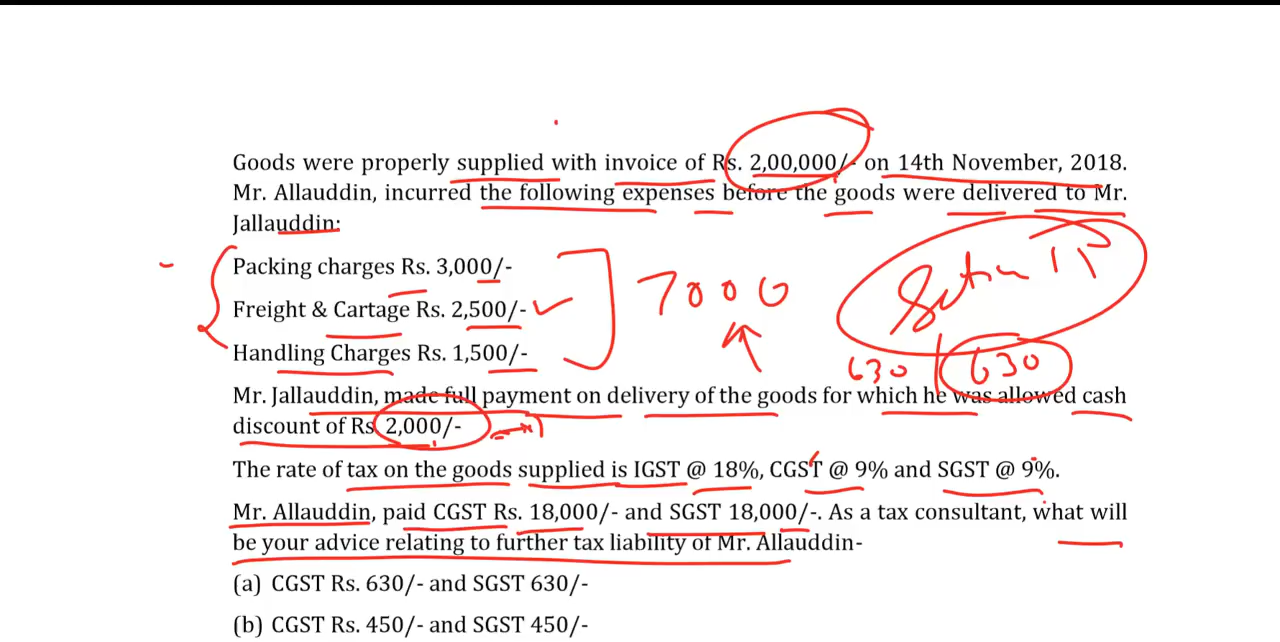 Goods were properly supplied with invoice of Rs. 2,00,000/- on 14th November, 2018.
Mr. Allauddin, incurred the following expenses before the goods were delivered to Mr.
Jallauddin:
Packing charges Rs. 3,000/-
Freight & Cartage Rs. 2,500/-
7000
Handling Charges Rs. 1,500/-
630 630
Mr. Jallauddin, made full payment on delivery of the goods for which he was allowed cash
discount of Rs 2,000/-
The rate of tax on the goods supplied is IGST @ 18%, CGST @ 9% and SGST @ 9%.
Mr. Allauddin, paid CGST Rs. 18,000/- and SGST 18,000/-. As a tax consultant, what will
be your advice relating to further tax liability of Mr. Allauddin-
(a) CGST Rs. 630/- and SGST 630/-
(b) CGST Rs. 450/- and SGST 450/-